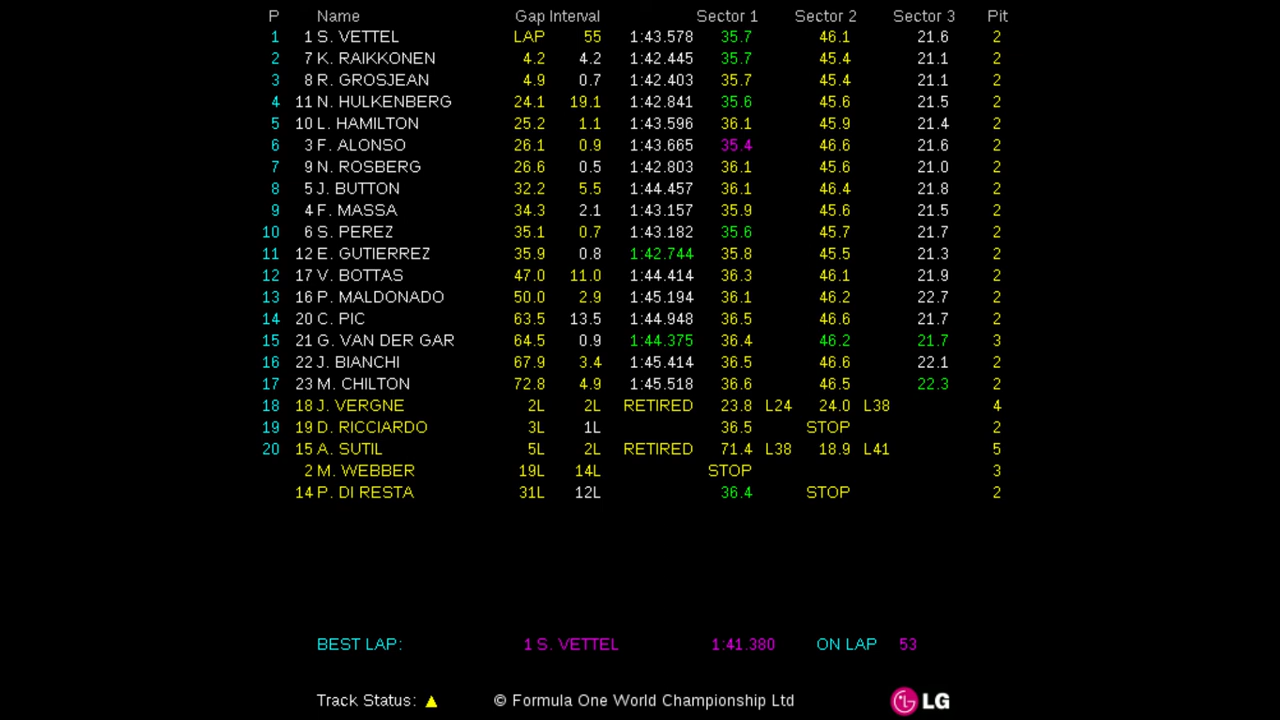 P Name Gap Interval Sector 1 Sector 2 Sector 3 Pit
1 1 S. VETTEL LAP 55 1:43.578 35.7 46.1 21.6 2
2 7 K. RAIKKONEN 4.2 4.2 1:42.445 35.7 45.4 21.1 2
3 8 R. GROSJEAN 4.9 0.7 1:42.403 35.7 45.4 21.1 2
4 11 N. HULKENBERG 24.1 19.1 1:42.841 35.6 45.6 21.5 2
5 10 L. HAMILTON 25.2 1.1 1:43.596 36.1 45.9 21.4 2
6 3 F. ALONSO 26.1 0.9 1:43.665 35.4 46.6 21.6 2
7 9 N. ROSBERG 26.6 0.5 1:42.803 36.1 45.6 21.0 2
8 5 J. BUTTON 32.2 5.5 1:44.457 36.1 46.4 21.8 2
9 4 F. MASSA 34.3 2.1 1:43.157 35.9 45.6 21.5 2
10 6 S. PEREZ 35.1 0.7 1:43.182 35.6 45.7 21.7 2
11 12 E. GUTIERREZ 35.9 0.8 1:42.744 35.8 45.5 21.3 2
12 17 V. BOTTAS 47.0 11.0 1:44.414 36.3 46.1 21.9 2
13 16 P. MALDONADO 50.0 2.9 1:45.194 36.1 46.2 22.7 2
14 20 C. PIC 63.5 13.5 1:44.948 36.5 46.6 21.7 2
15 21 G. VAN DER GAR 64.5 0.9 1:44.375 36.4 46.2 21.7 3
16 22 J. BIANCHI 67.9 3.4 1:45.414 36.5 46.6 22.1 2
17 23 M. CHILTON 72.8 4.9 1:45.518 36.6 46.5 22.3 2
18 18 J. VERGNE 2L 2L RETIRED 23.8 L24 24.0 L38 4
19 19 D. RICCIARDO 3L 1L 36.5 STOP 2
20 15 A. SUTIL 5L 2L RETIRED 71.4 L38 18.9 L41 5
2 M. WEBBER 19L 14L STOP 3
14 P. DI RESTA 31L 12L 36.4 STOP 2
BEST LAP: 1 S. VETTEL 1:41.380 ON LAP 53
Track Status: © Formula One World Championship Ltd LG